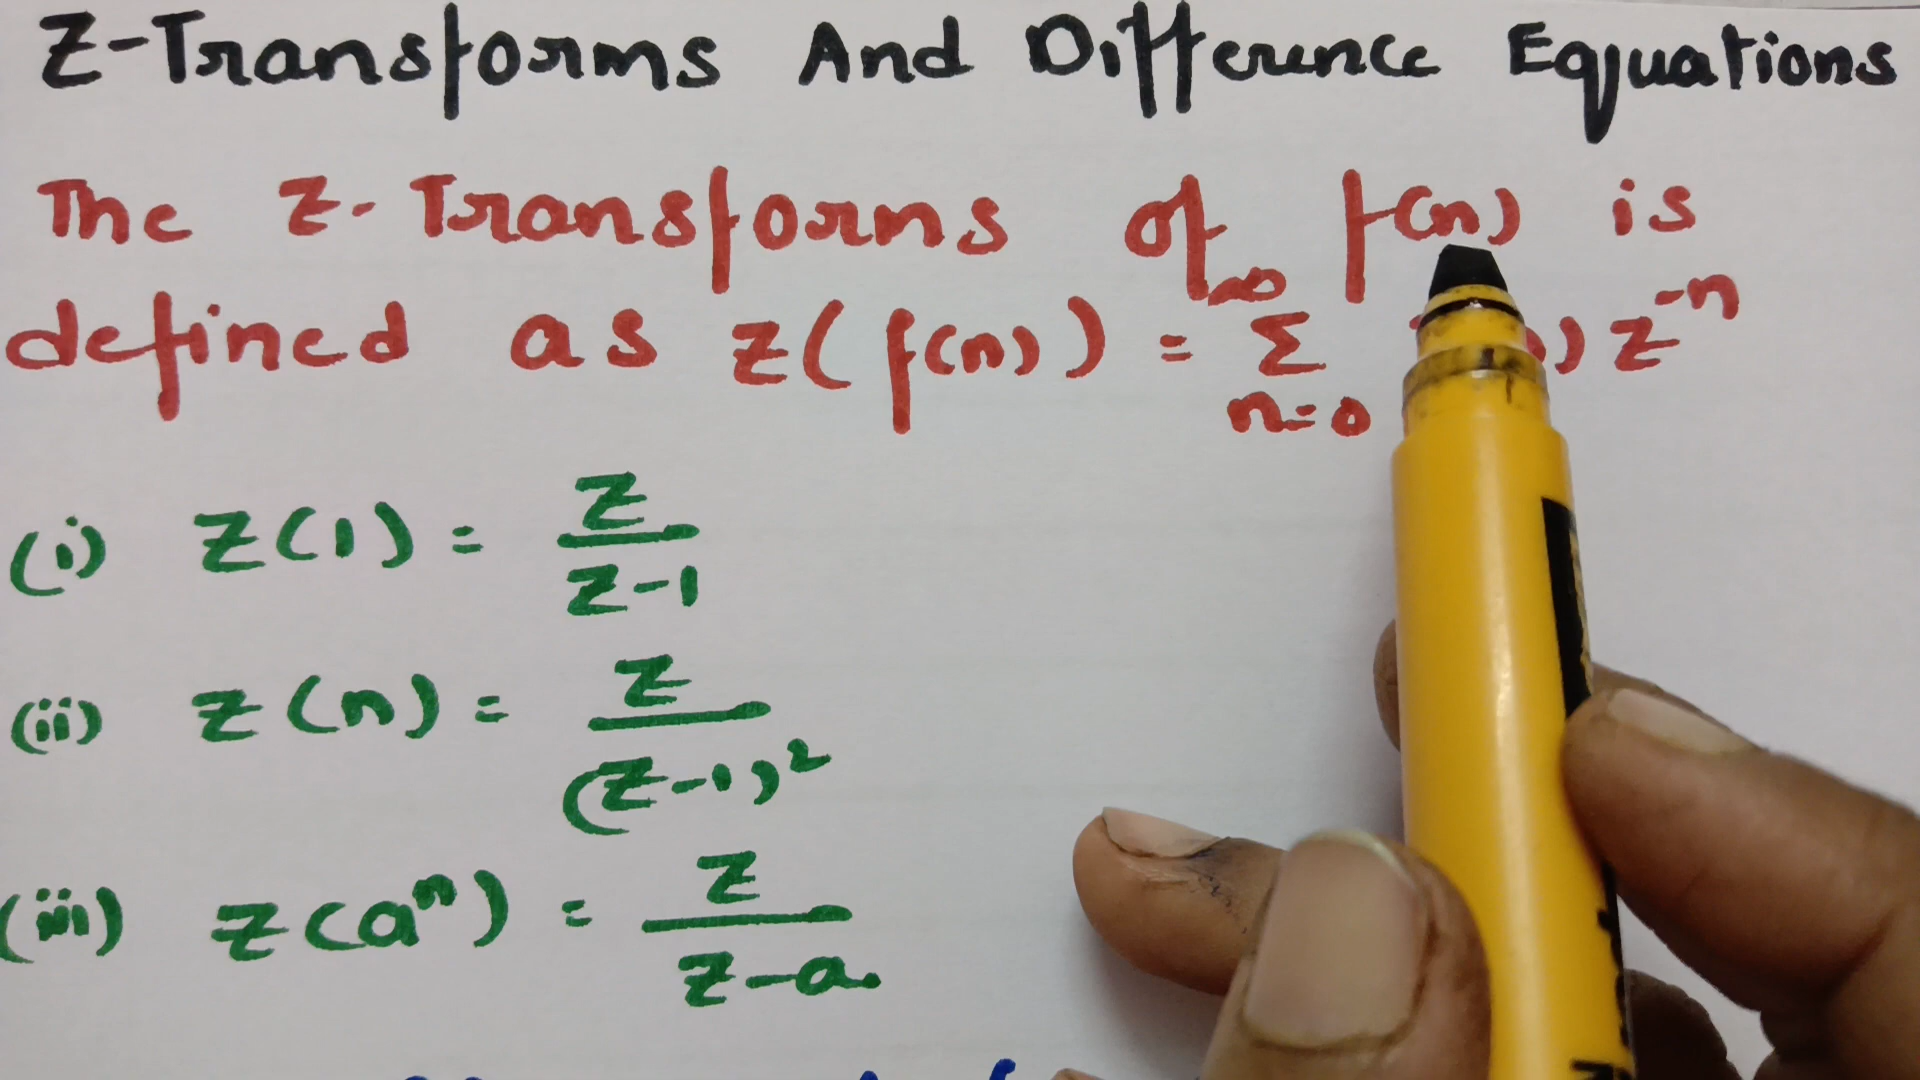 Z-Transforms And Difference Equations
The Z-Transforms of f(n) is
defined as Z(f(n)) = ∞ Σ n=0 ) z^-n
(i) Z(1) = z/(z-1)
(ii) Z(n) = z/(z-1)^2
(iii) Z(a^n) = z/(z-a)